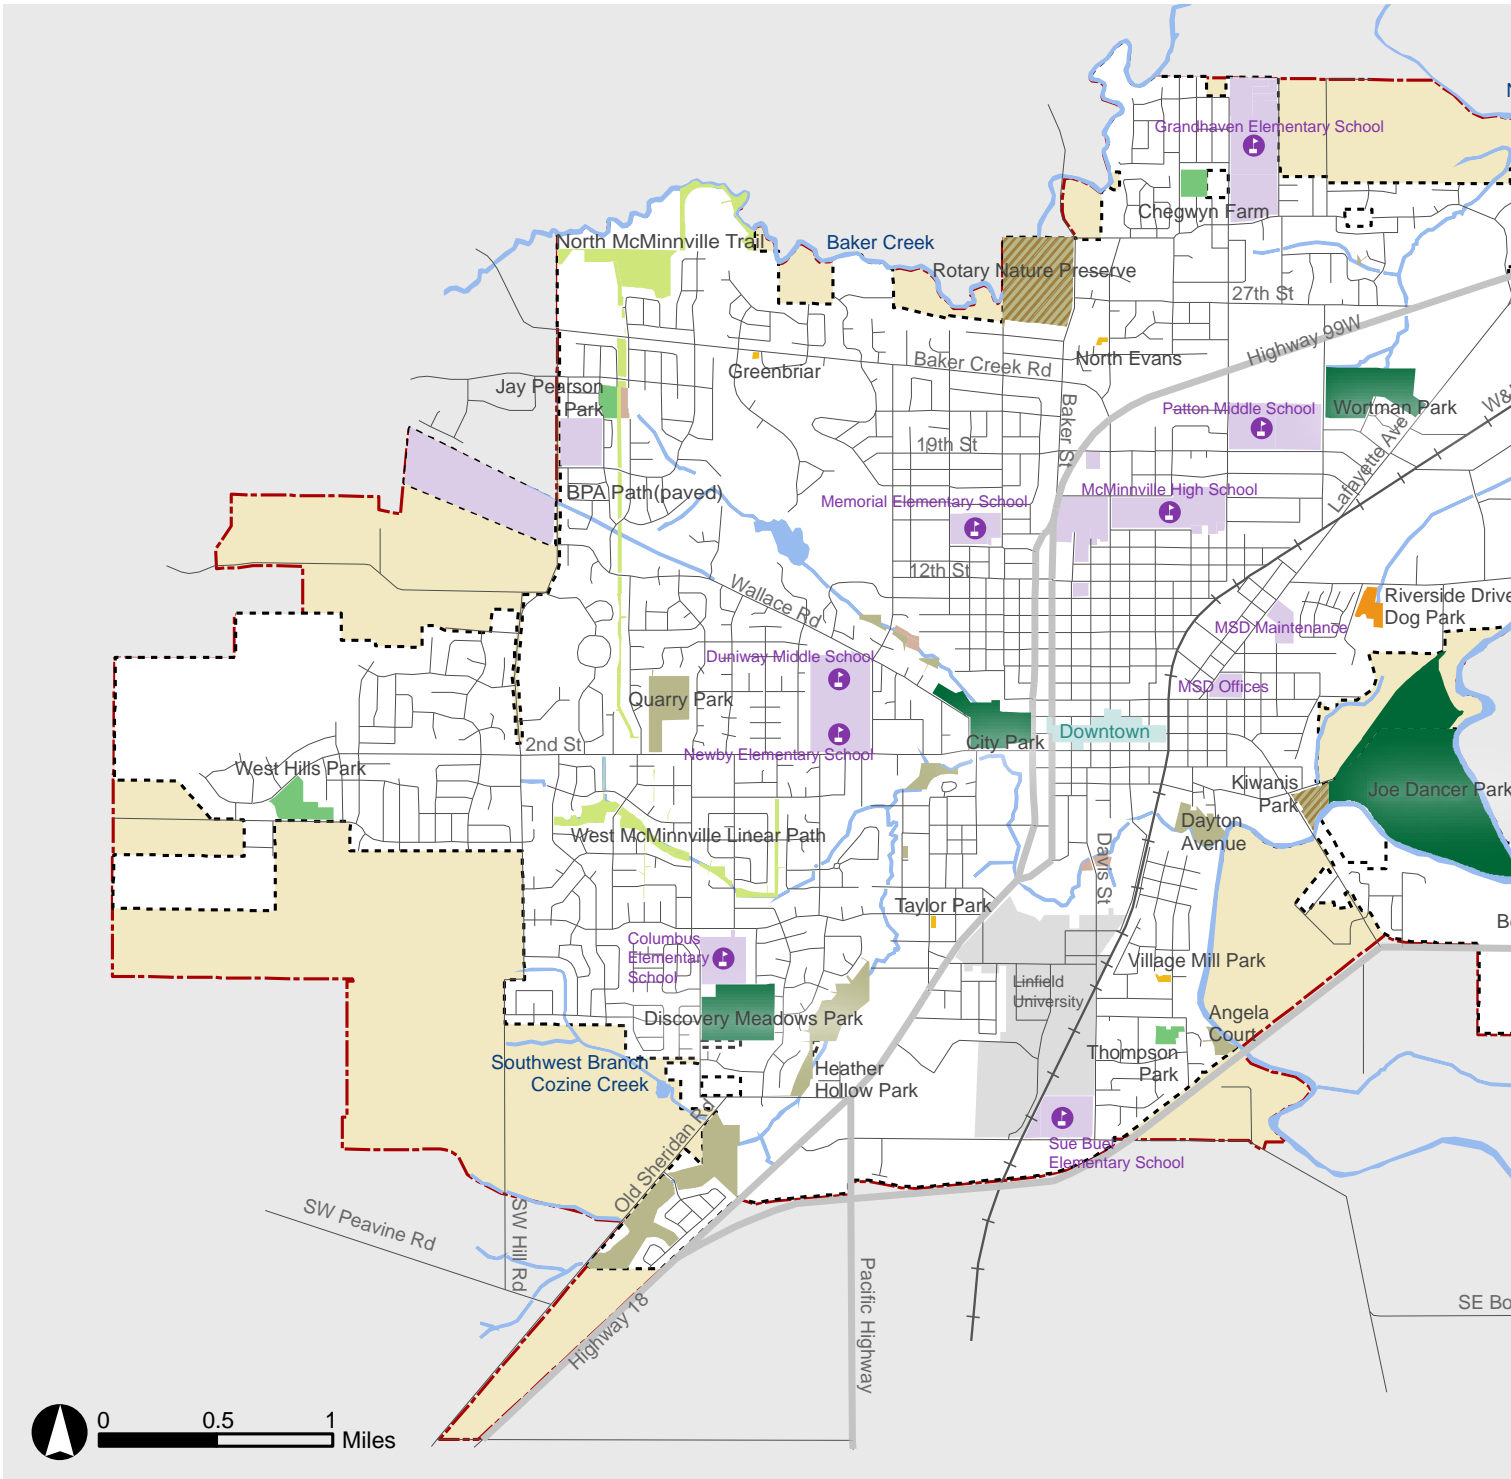 N
Grandhaven Elementary School
Chegwyn Farm
North McMinnville Trail
Baker Creek
Rotary Nature Preserve
27th St
Highway 99W
Baker Creek Rd
North Evans
Greenbriar
Jay Pearson
Park
Baker St
Patton Middle School
Wortman Park
W&
Lafayette Ave
19th St
BPA Path(paved)
Memorial Elementary School
McMinnville High School
12th St
Wallace Rd
Riverside Drive
Dog Park
MSD Maintenance
Duniway Middle School
MSD Offices
Quarry Park
2nd St
Newby Elementary School
City Park
Downtown
West Hills Park
Kiwanis
Park
Joe Dancer Park
West McMinnville Linear Path
Dayton
Avenue
Davis St
Taylor Park
Columbus
Elementary
School
Village Mill Park
Linfield
University
Discovery Meadows Park
Angela
Court
Thompson
Park
Southwest Branch
Cozine Creek
Heather
Hollow Park
Old Sheridan Rd
Sue Buel
Elementary School
SW Peavine Rd
SW Hill Rd
Highway 18
Pacific Highway
SE Bo
0 0.5 1
Miles